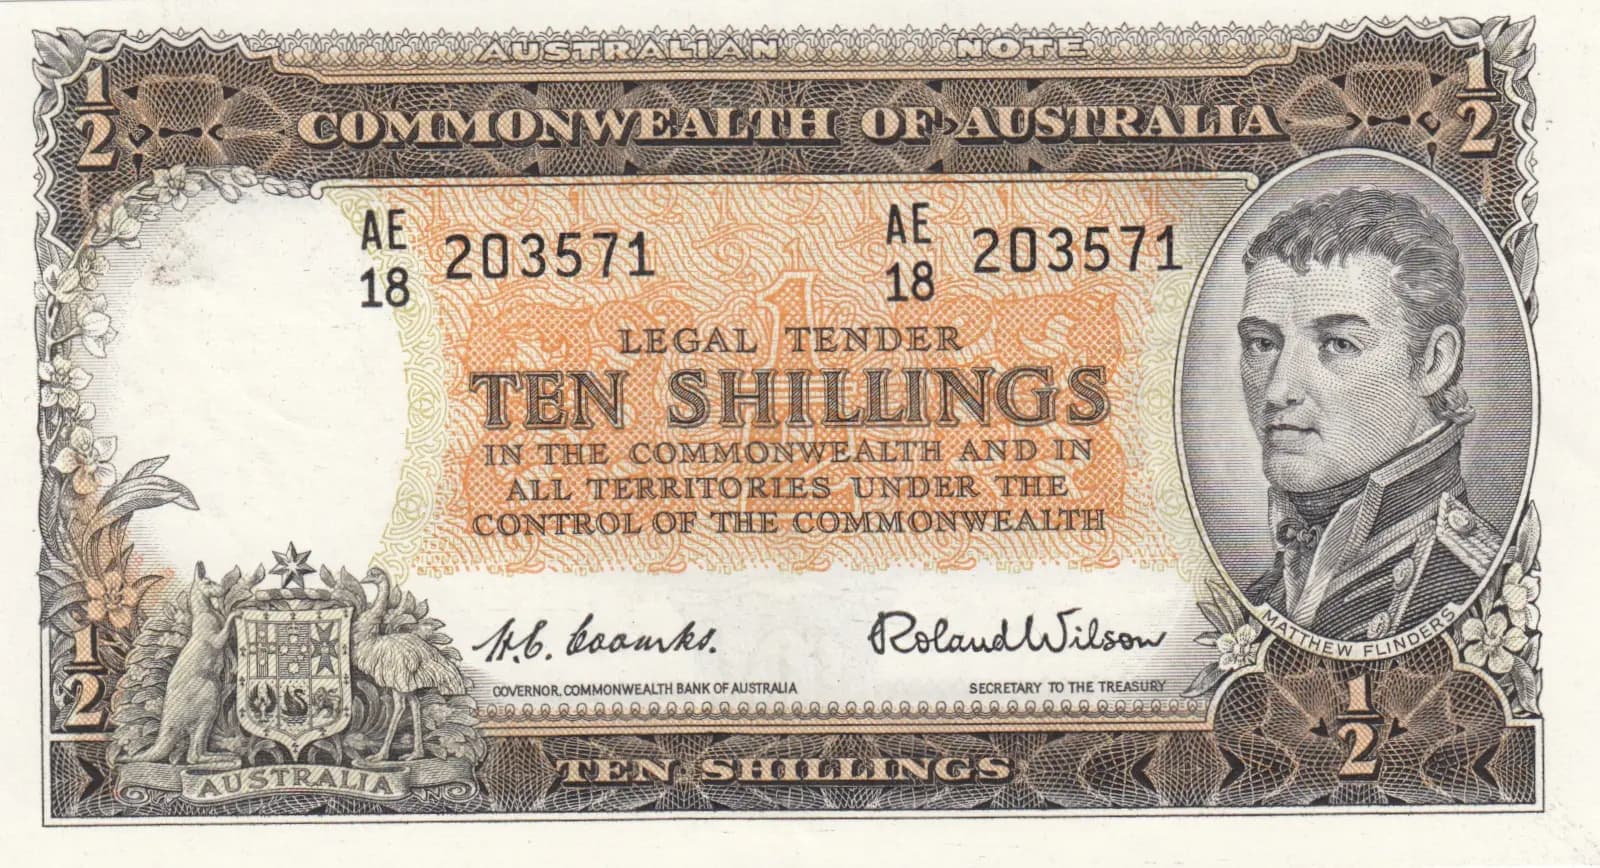 AUSTRALIAN NOTE
1/2
1/2
COMMONWEALTH OF AUSTRALIA
AE 18 203571
AE 18 203571
LEGAL TENDER
TEN SHILLINGS
IN THE COMMONWEALTH AND IN
ALL TERRITORIES UNDER THE
CONTROL OF THE COMMONWEALTH
H.C. Coombs.
Roland Wilson
GOVERNOR, COMMONWEALTH BANK OF AUSTRALIA
SECRETARY TO THE TREASURY
MATTHEW FLINDERS
1/2
1/2
AUSTRALIA
TEN SHILLINGS